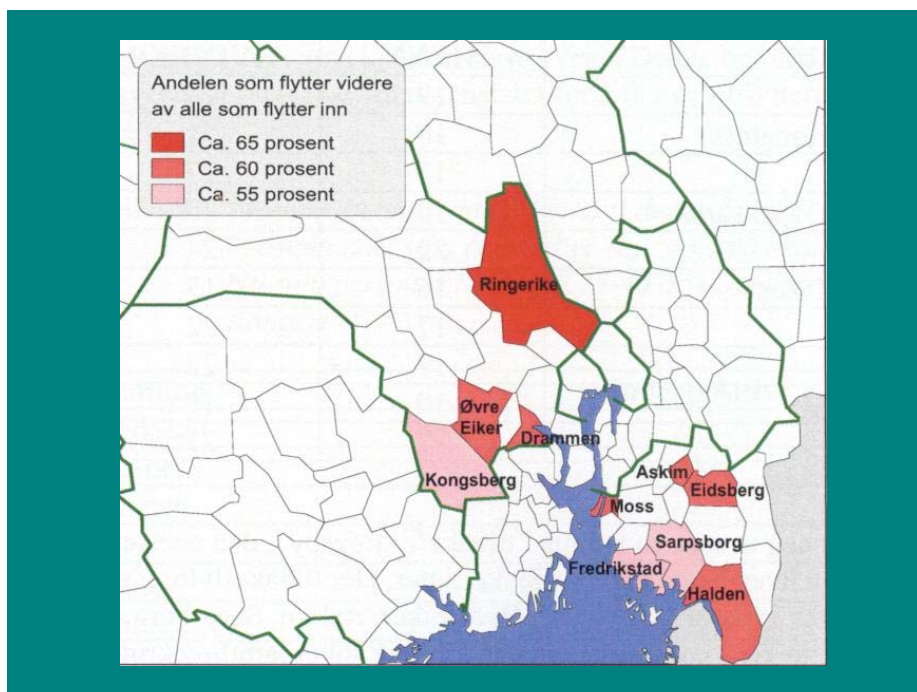 Andelen som flytter videre
av alle som flytter inn
Ca. 65 prosent
Ca. 60 prosent
Ca. 55 prosent
Ringerike
Øvre
Eiker
Drammen
Kongsberg
Askim
Eidsberg
Moss
Sarpsborg
Fredrikstad
Halden